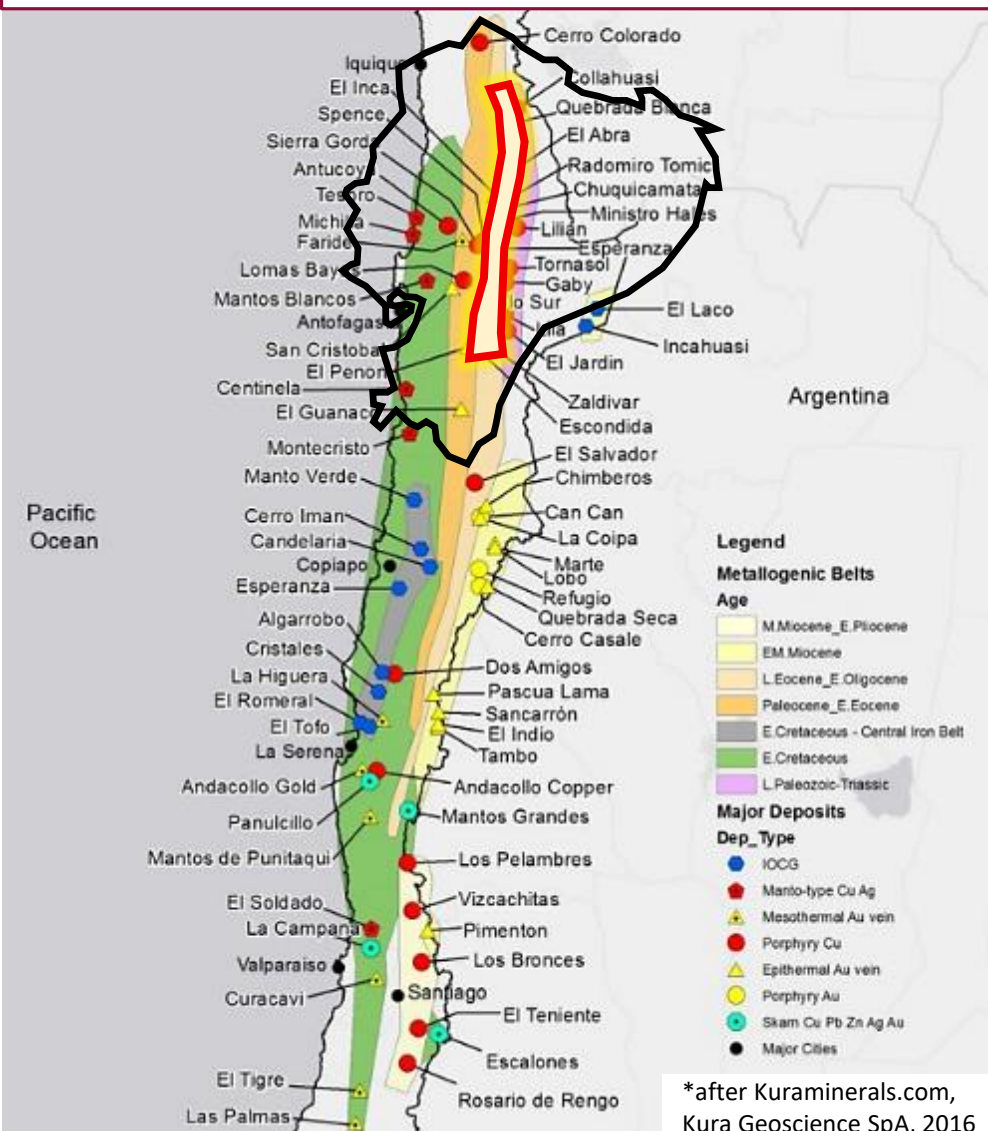 Cerro Colorado
Iquique
Collahuasi
El Inca
Quebrada Blanca
Spence
El Abra
Sierra Gorda
Radomiro Tomic
Antucoya
Chuquicamata
Tesoro
Ministro Hales
Michilla
Lilian
Faride
Esperanza
Lomas Bayas
Tornasol
Gaby
Mantos Blancos
lo Sur
El Laco
Antofagas
Incahuasi
San Cristobal
El Jardin
El Penon
Centinela
Zaldivar
Argentina
El Guanaco
Escondida
Montecristo
El Salvador
Manto Verde
Chimberos
Pacific
Ocean
Can Can
Cerro Iman
La Coipa
Candelaria
Marte
Copiapo
Lobo
Esperanza
Refugio
Quebrada Seca
Algarrobo
Cerro Casale
Cristales
Dos Amigos
La Higuera
Pascua Lama
El Romeral
Sancarrón
El Tofo
El Indio
La Serena
Tambo
Andacollo Gold
Andacollo Copper
Panulcillo
Mantos Grandes
Mantos de Punitaqui
Los Pelambres
El Soldado
Vizcachitas
La Campana
Pimenton
Valparaiso
Los Bronces
Curacavi
Santiago
El Teniente
Escalones
El Tigre
Rosario de Rengo
Las Palmas
Legend
Metallogenic Belts
Age
M.Miocene_E.Pliocene
EM.Miocene
L.Eocene_E.Oligocene
Paleocene_E.Eocene
E.Cretaceous - Central Iron Belt
E.Cretaceous
L.Paleozoic-Triassic
Major Deposits
Dep_Type
IOCG
Manto-type Cu Ag
Mesothermal Au vein
Porphyry Cu
Epithermal Au vein
Porphyry Au
Skarn Cu Pb Zn Ag Au
Major Cities
*after Kuraminerals.com,
Kura Geoscience SpA, 2016